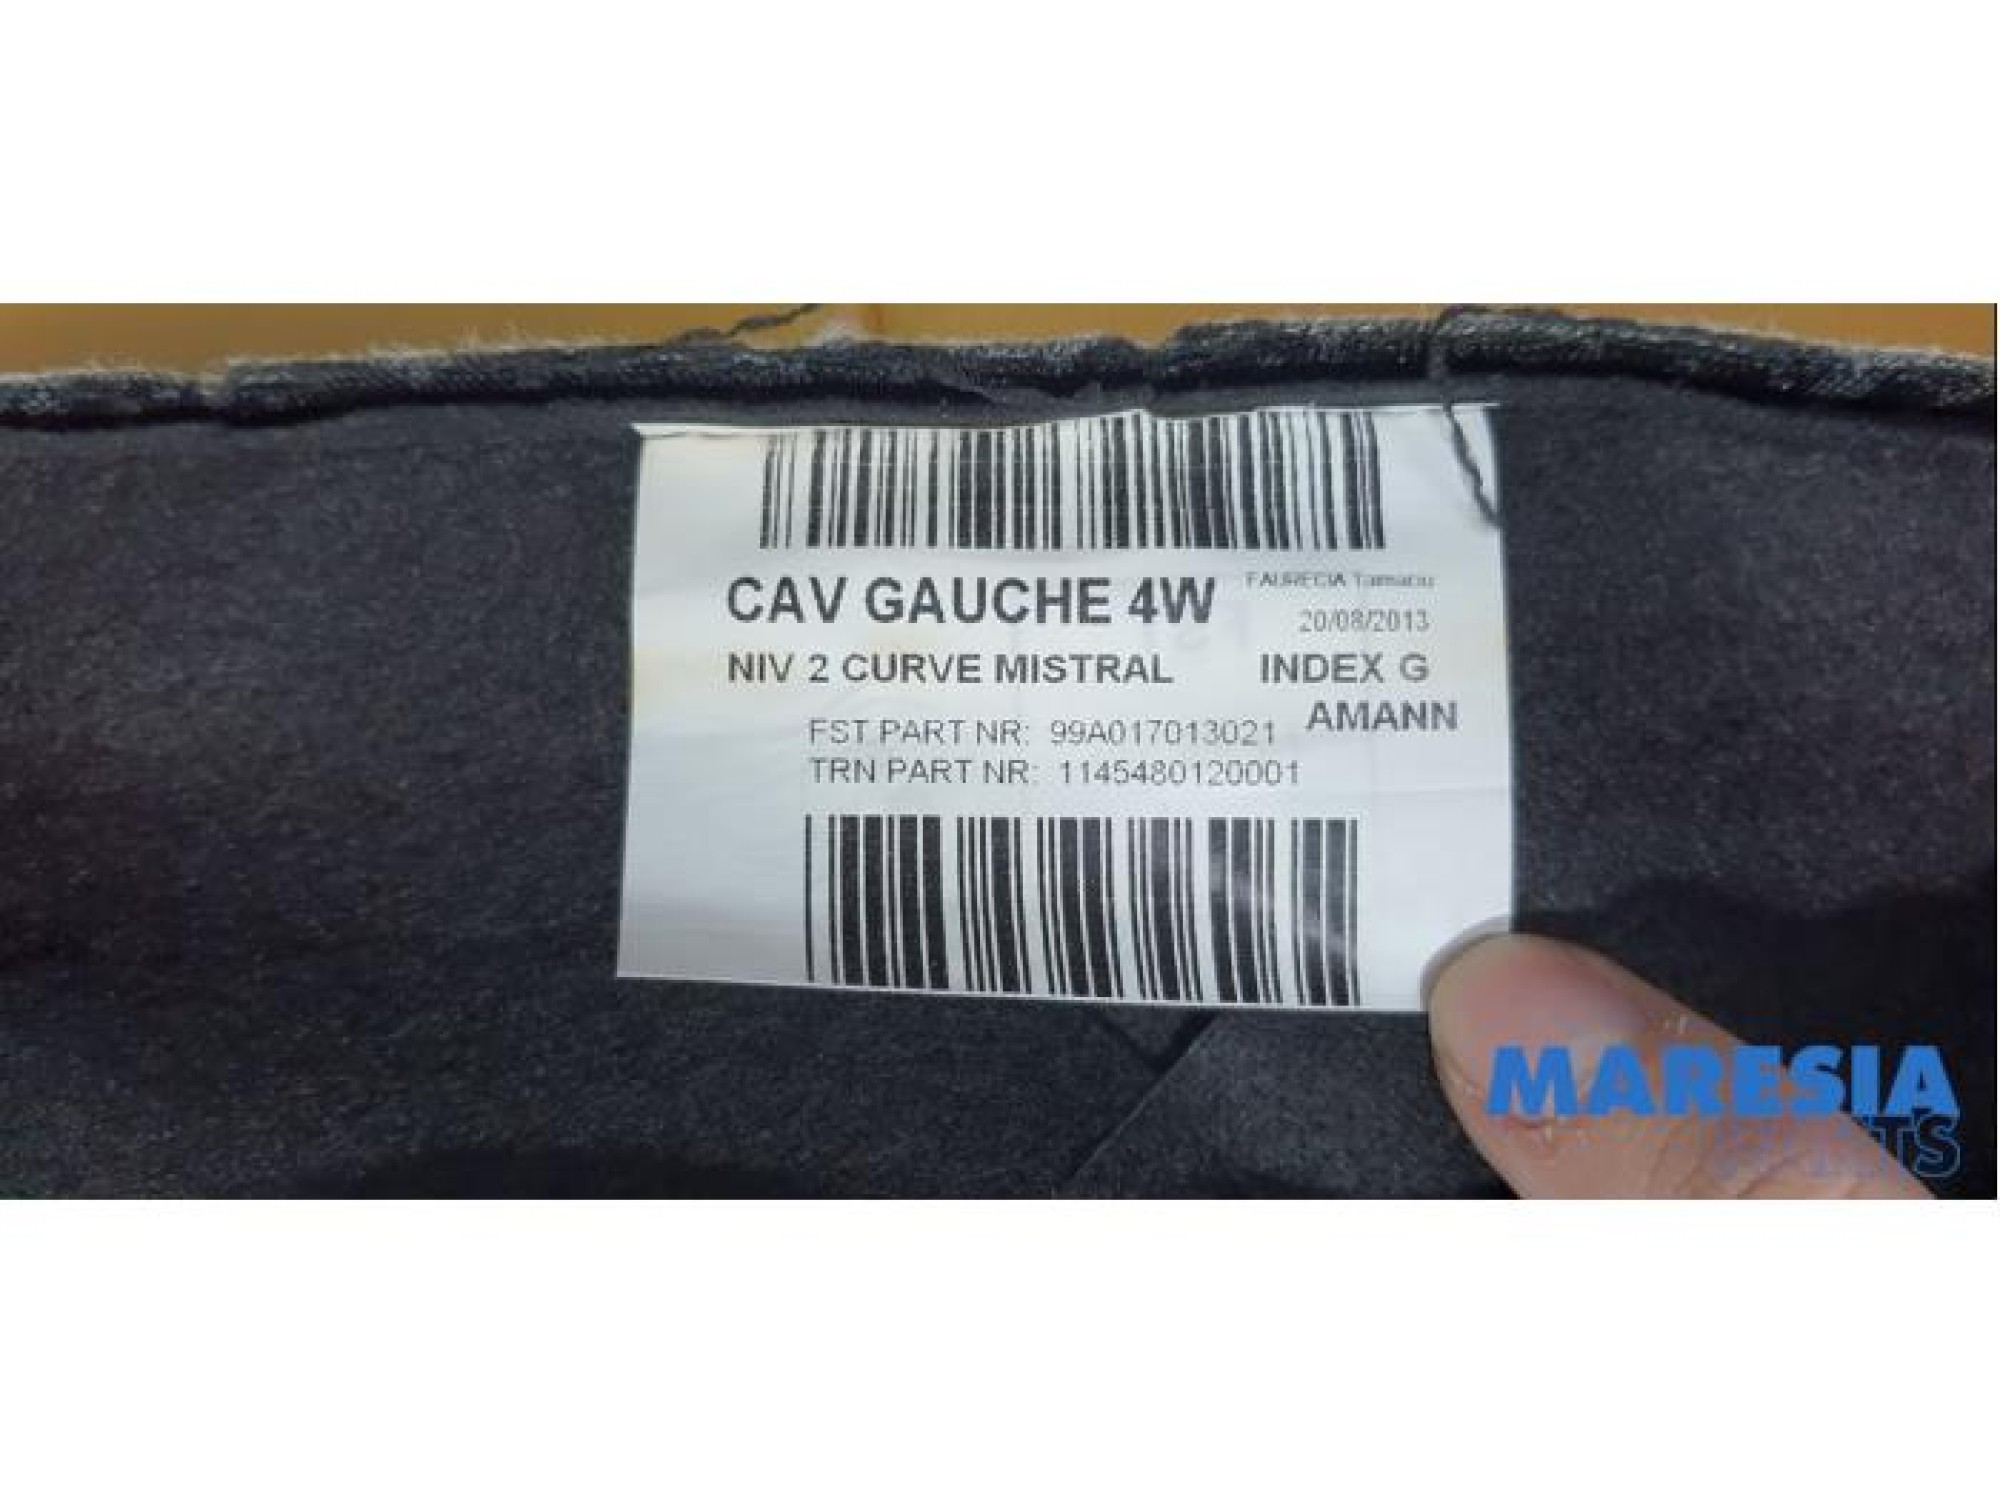 CAV GAUCHE 4W
FAURECIA
20/08/2013
NIV 2 CURVE MISTRAL
INDEX G
AMANN
FST PART NR: 99A017013021
TRN PART NR: 1145480120001
MARESIA
PARTS